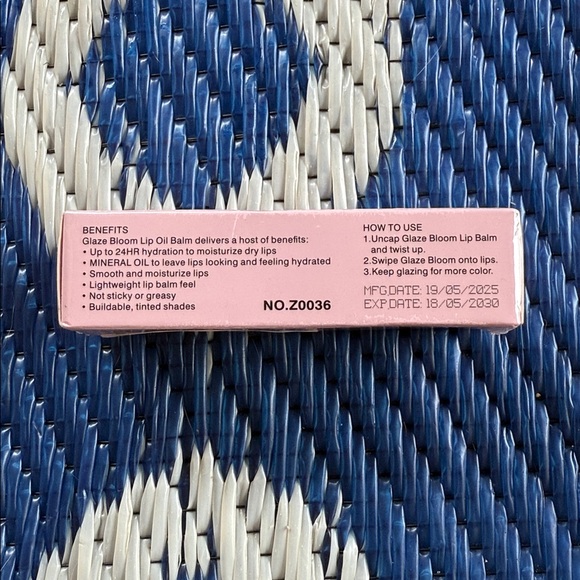 BENEFITS
Glaze Bloom Lip Oil Balm delivers a host of benefits:
• Up to 24HR hydration to moisturize dry lips
• MINERAL OIL to leave lips looking and feeling hydrated
• Smooth and moisturize lips
• Lightweight lip balm feel
• Not sticky or greasy
• Buildable, tinted shades
NO.Z0036
HOW TO USE
1.Uncap Glaze Bloom Lip Balm
and twist up.
2.Swipe Glaze Bloom onto lips.
3.Keep glazing for more color.
MFG.DATE: 19/05/2025
EXP.DATE: 18/05/2030